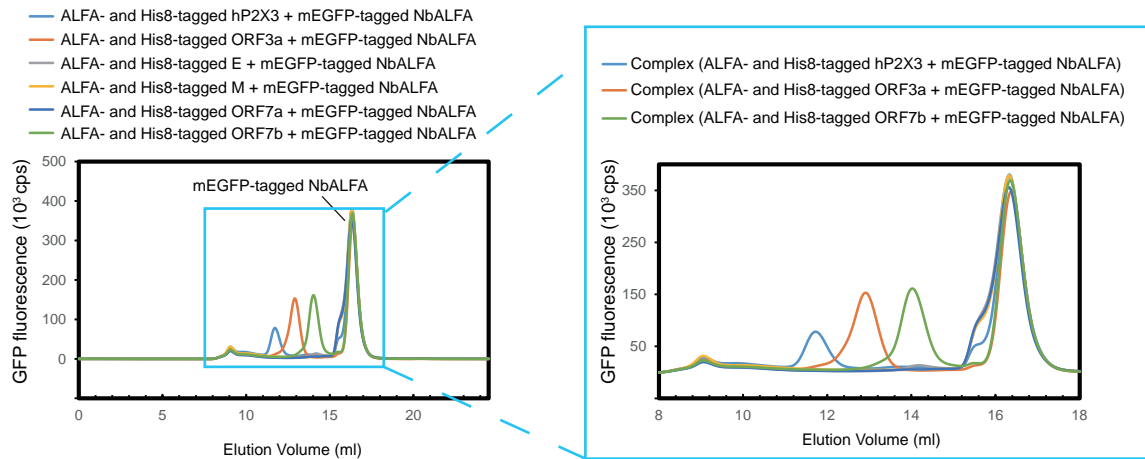 ALFA- and His8-tagged hP2X3 + mEGFP-tagged NbALFA
ALFA- and His8-tagged ORF3a + mEGFP-tagged NbALFA
ALFA- and His8-tagged E + mEGFP-tagged NbALFA
ALFA- and His8-tagged M + mEGFP-tagged NbALFA
ALFA- and His8-tagged ORF7a + mEGFP-tagged NbALFA
ALFA- and His8-tagged ORF7b + mEGFP-tagged NbALFA
500
400
300
200
100
0
GFP fluorescence (10³ cps)
mEGFP-tagged NbALFA
0
5
10
15
20
Elution Volume (ml)
Complex (ALFA- and His8-tagged hP2X3 + mEGFP-tagged NbALFA)
Complex (ALFA- and His8-tagged ORF3a + mEGFP-tagged NbALFA)
Complex (ALFA- and His8-tagged ORF7b + mEGFP-tagged NbALFA)
350
250
150
50
GFP fluorescence (10³ cps)
8
10
12
14
16
18
Elution Volume (ml)